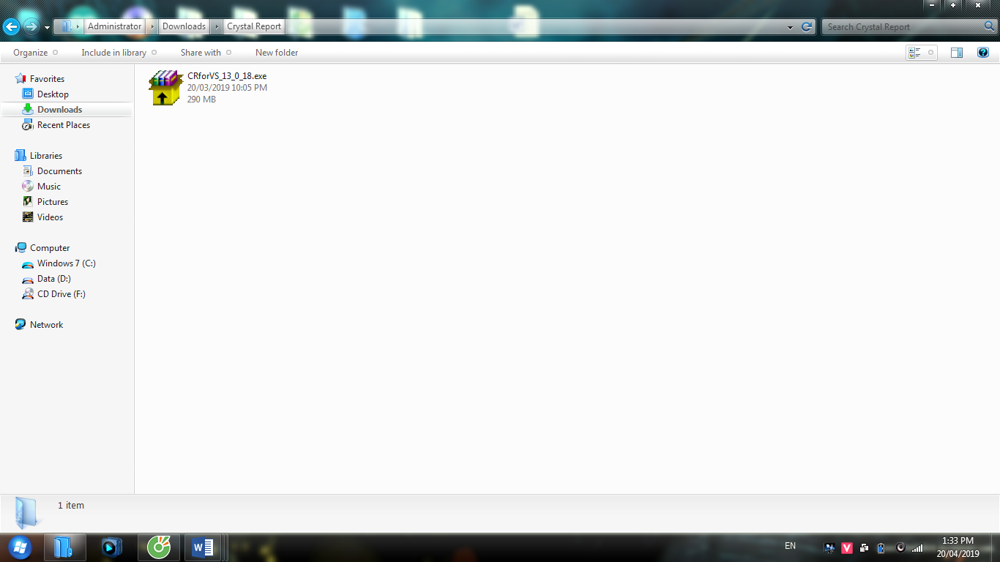 Administrator Downloads Crystal Report Search Crystal Report
Organize Include in library Share with New folder
Favorites
Desktop
Downloads
Recent Places
Libraries
Documents
Music
Pictures
Videos
Computer
Windows 7 (C:)
Data (D:)
CD Drive (F:)
Network
CRforVS_13_0_18.exe
20/03/2019 10:05 PM
290 MB
1 item
EN
1:33 PM
20/04/2019